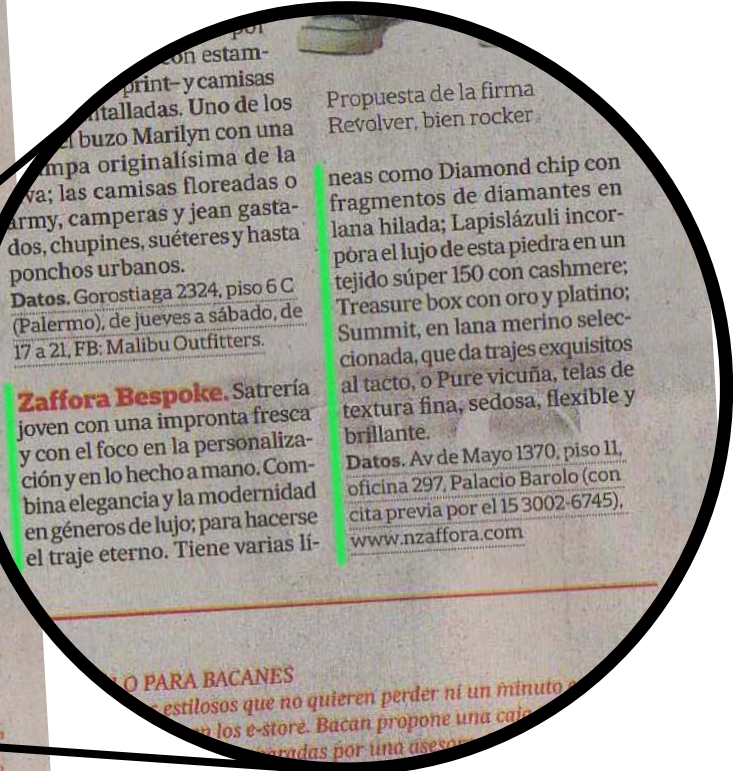 por
con estam-
print– y camisas
entalladas. Uno de los
el buzo Marilyn con una
estampa originalísima de la
las camisas floreadas o
army, camperas y jean gasta-
dos, chupines, suéteres y hasta
ponchos urbanos.
Datos. Gorostiaga 2324, piso 6 C
(Palermo), de jueves a sábado, de
17 a 21, FB: Malibu Outfitters.
Zaffora Bespoke. Satrería
joven con una impronta fresca
y con el foco en la personaliza-
ción y en lo hecho a mano. Com-
bina elegancia y la modernidad
en géneros de lujo; para hacerse
el traje eterno. Tiene varias lí-
Propuesta de la firma
Revolver, bien rocker
neas como Diamond chip con
fragmentos de diamantes en
lana hilada; Lapislázuli incor-
pora el lujo de esta piedra en un
tejido súper 150 con cashmere;
Treasure box con oro y platino;
Summit, en lana merino selec-
cionada, que da trajes exquisitos
al tacto, o Pure vicuña, telas de
textura fina, sedosa, flexible y
brillante.
Datos. Av de Mayo 1370, piso 11,
oficina 297, Palacio Barolo (con
cita previa por el 15 3002-6745),
www.nzaffora.com
LO PARA BACANES
estilosos que no quieren perder ni un minuto
en los e-store. Bacan propone una caja
por una